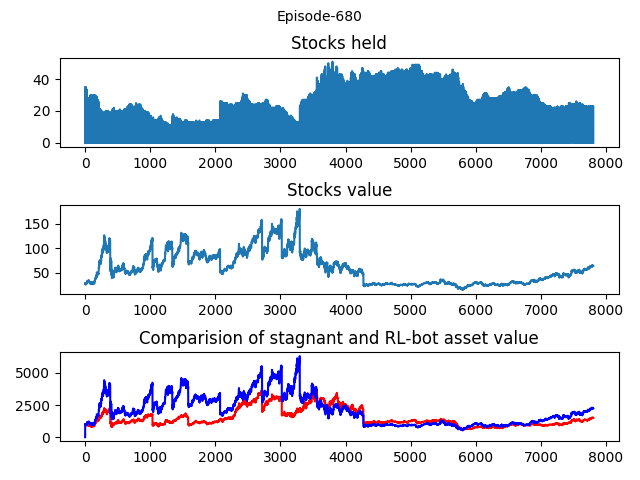 Episode-680
Stocks held
40
20
0
0 1000 2000 3000 4000 5000 6000 7000 8000
Stocks value
150
100
50
0 1000 2000 3000 4000 5000 6000 7000 8000
Comparision of stagnant and RL-bot asset value
5000
2500
0
0 1000 2000 3000 4000 5000 6000 7000 8000